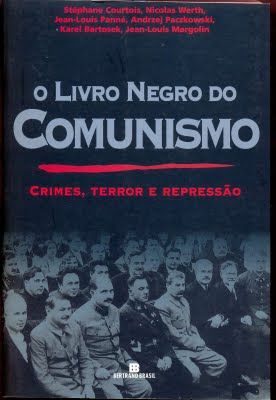 Stéphane Courtois, Nicolas Werth,
Jean-Louis Panné, Andrzej Paczkowski,
Karel Bartosek, Jean-Louis Margolin
O LIVRO NEGRO DO
COMUNISMO
CRIMES, TERROR E REPRESSÃO
BB
BERTRAND BRASIL